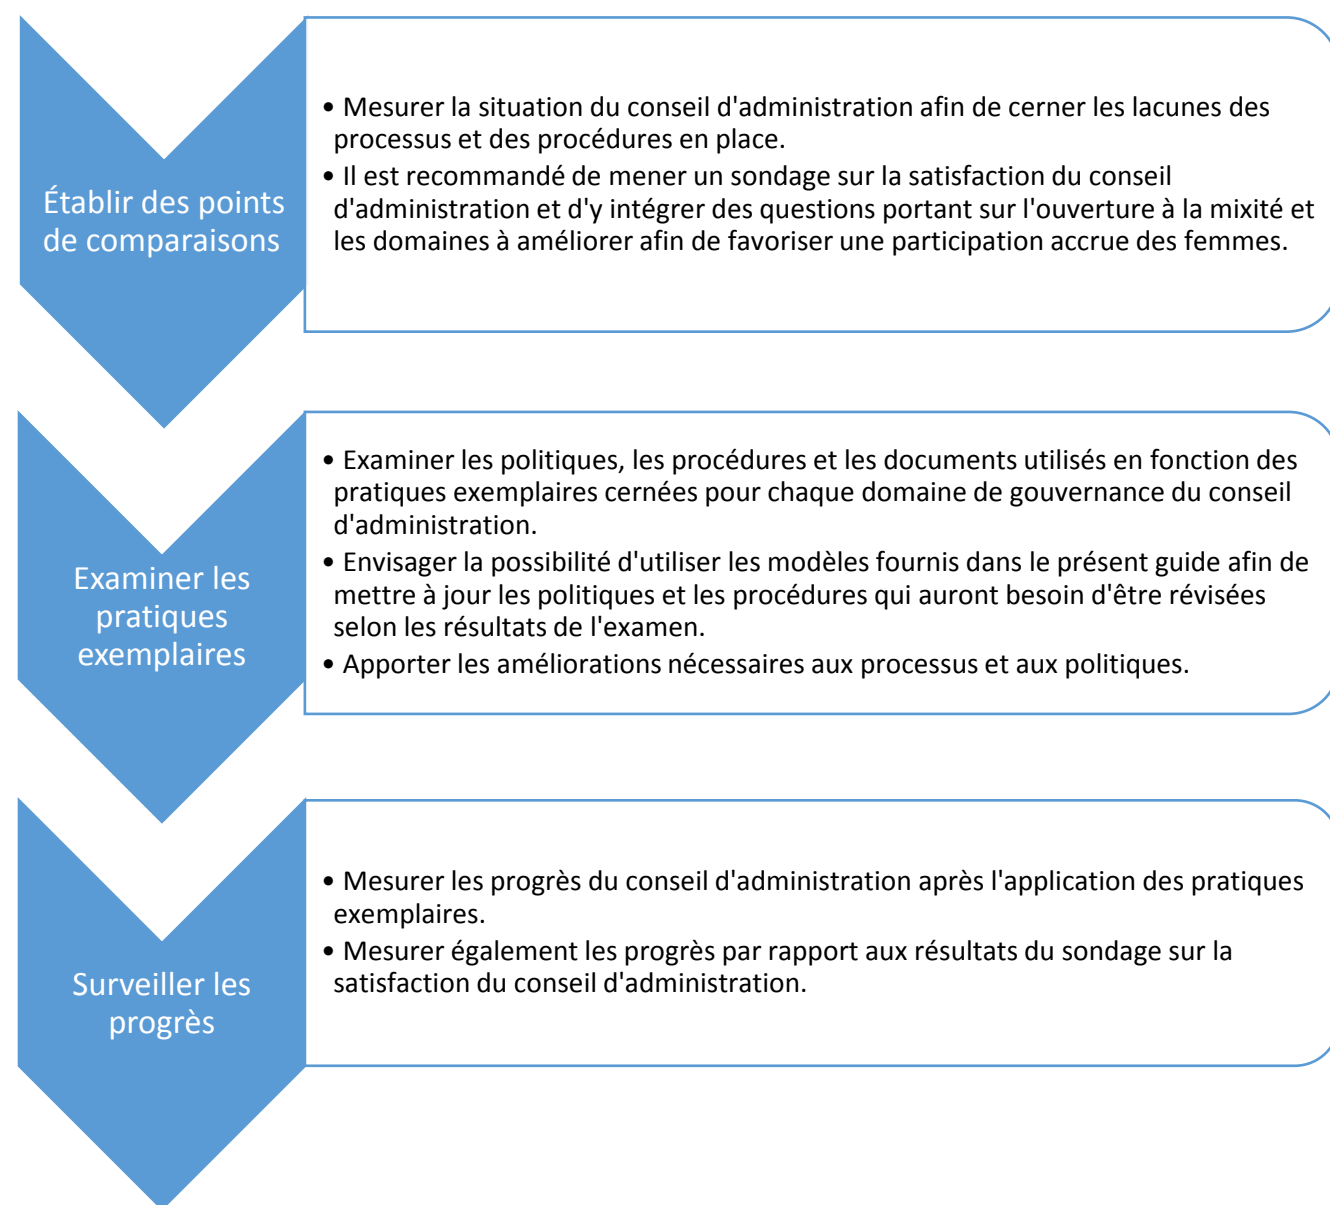 Établir des points
de comparaisons
• Mesurer la situation du conseil d'administration afin de cerner les lacunes des
processus et des procédures en place.
• Il est recommandé de mener un sondage sur la satisfaction du conseil
d'administration et d'y intégrer des questions portant sur l'ouverture à la mixité et
les domaines à améliorer afin de favoriser une participation accrue des femmes.
Examiner les
pratiques
exemplaires
• Examiner les politiques, les procédures et les documents utilisés en fonction des
pratiques exemplaires cernées pour chaque domaine de gouvernance du conseil
d'administration.
• Envisager la possibilité d'utiliser les modèles fournis dans le présent guide afin de
mettre à jour les politiques et les procédures qui auront besoin d'être révisées
selon les résultats de l'examen.
• Apporter les améliorations nécessaires aux processus et aux politiques.
Surveiller les
progrès
• Mesurer les progrès du conseil d'administration après l'application des pratiques
exemplaires.
• Mesurer également les progrès par rapport aux résultats du sondage sur la
satisfaction du conseil d'administration.